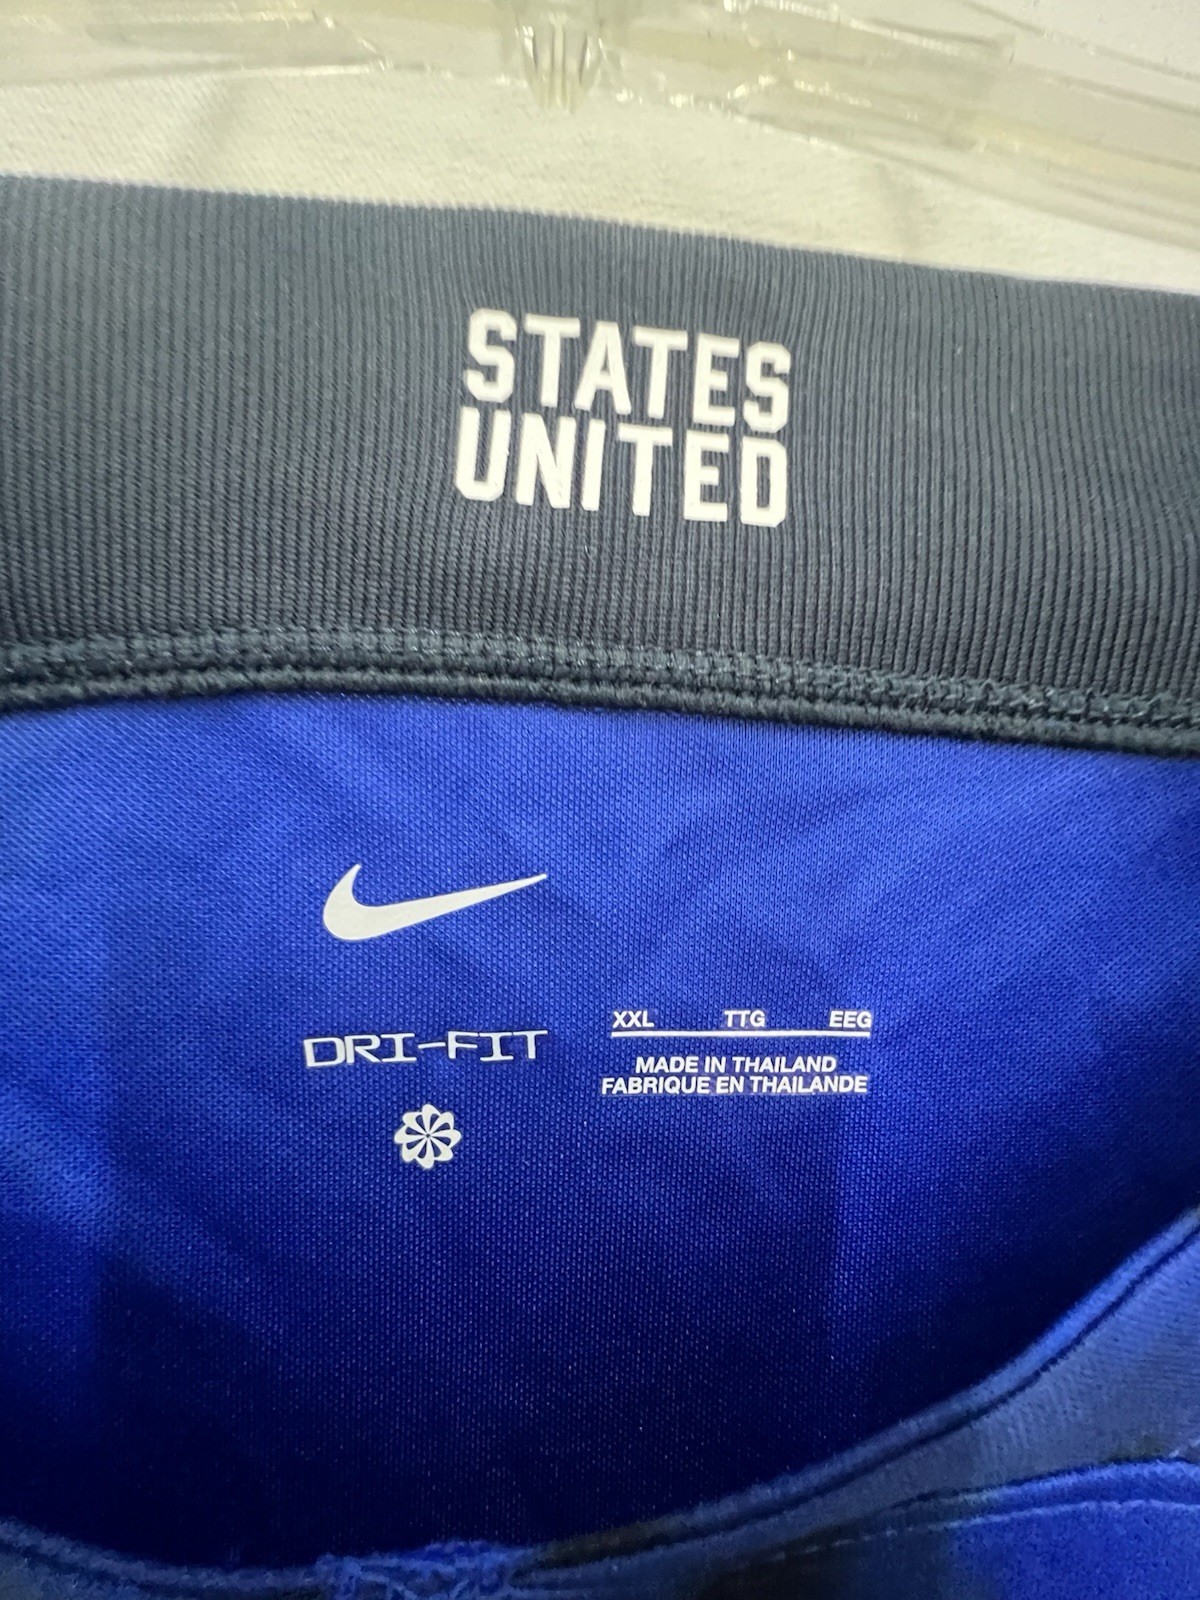 STATES
UNITED
DRI-FIT
XXL TTG EEG
MADE IN THAILAND
FABRIQUE EN THAILANDE